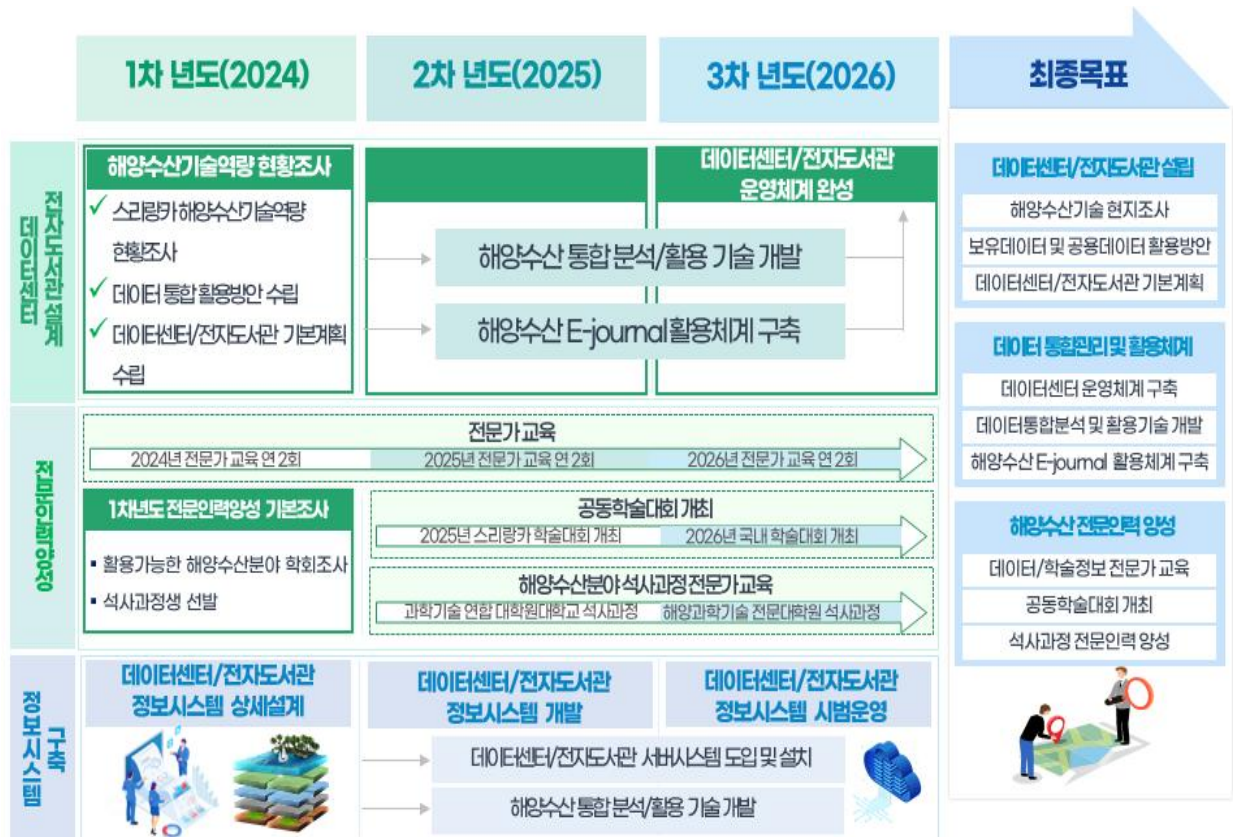 1차 년도(2024)
2차 년도(2025)
3차 년도(2026)
최종목표
전자도서관 설계
데이터센터
해양수산기술역량 현황조사
✓ 스리랑카 해양수산기술역량
현황조사
✓ 데이터 통합 활용방안 수립
✓ 데이터센터/전자도서관 기본계획
수립
데이터센터/전자도서관
운영체계 완성
해양수산 통합 분석/활용 기술 개발
해양수산 E-journal 활용체계 구축
전문인력양성
전문가 교육
2024년 전문가 교육 연 2회
2025년 전문가 교육 연 2회
2026년 전문가 교육 연 2회
1차년도 전문인력양성 기본조사
▪ 활용가능한 해양수산분야 학회조사
▪ 석사과정생 선발
공동학술대회 개최
2025년 스리랑카 학술대회 개최
2026년 국내 학술대회 개최
해양수산분야 석사과정 전문가교육
과학기술 연합 대학원대학교 석사과정
해양과학기술 전문대학원 석사과정
구축
정보시스템
데이터센터/전자도서관
정보시스템 상세설계
데이터센터/전자도서관
정보시스템 개발
데이터센터/전자도서관
정보시스템 시범운영
데이터센터/전자도서관 서버시스템 도입 및 설치
해양수산 통합 분석/활용 기술 개발
데이터센터/전자도서관 설립
해양수산기술 현지조사
보유데이터 및 공용데이터 활용방안
데이터센터/전자도서관 기본계획
데이터 통합관리 및 활용체계
데이터센터 운영체계 구축
데이터통합분석 및 활용기술 개발
해양수산 E-journal 활용체계 구축
해양수산 전문인력 양성
데이터/학술정보 전문가 교육
공동학술대회 개최
석사과정 전문인력 양성